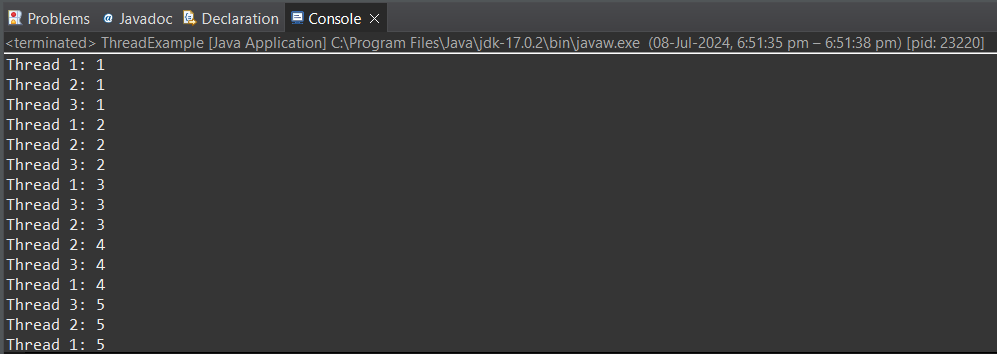 Problems Javadoc Declaration Console
<terminated> ThreadExample [Java Application] C:\Program Files\Java\jdk-17.0.2\bin\javaw.exe (08-Jul-2024, 6:51:35 pm – 6:51:38 pm) [pid: 23220]
Thread 1: 1
Thread 2: 1
Thread 3: 1
Thread 1: 2
Thread 2: 2
Thread 3: 2
Thread 1: 3
Thread 3: 3
Thread 2: 3
Thread 2: 4
Thread 3: 4
Thread 1: 4
Thread 3: 5
Thread 2: 5
Thread 1: 5